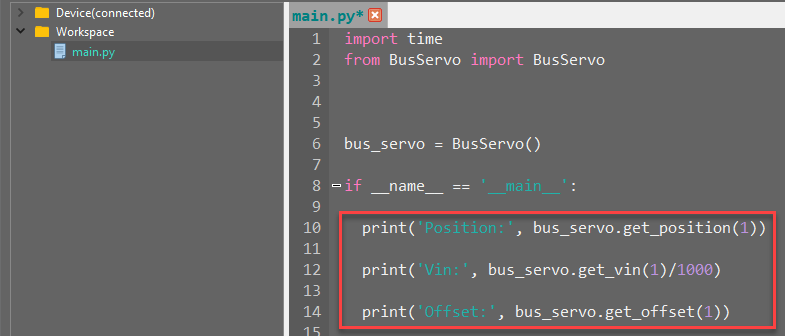 Device(connected)
Workspace
main.py
main.py*
1 import time
2 from BusServo import BusServo
3
4
5
6 bus_servo = BusServo()
7
8 if __name__ == '__main__':
9
10 print('Position:', bus_servo.get_position(1))
11
12 print('Vin:', bus_servo.get_vin(1)/1000)
13
14 print('Offset:', bus_servo.get_offset(1))
15